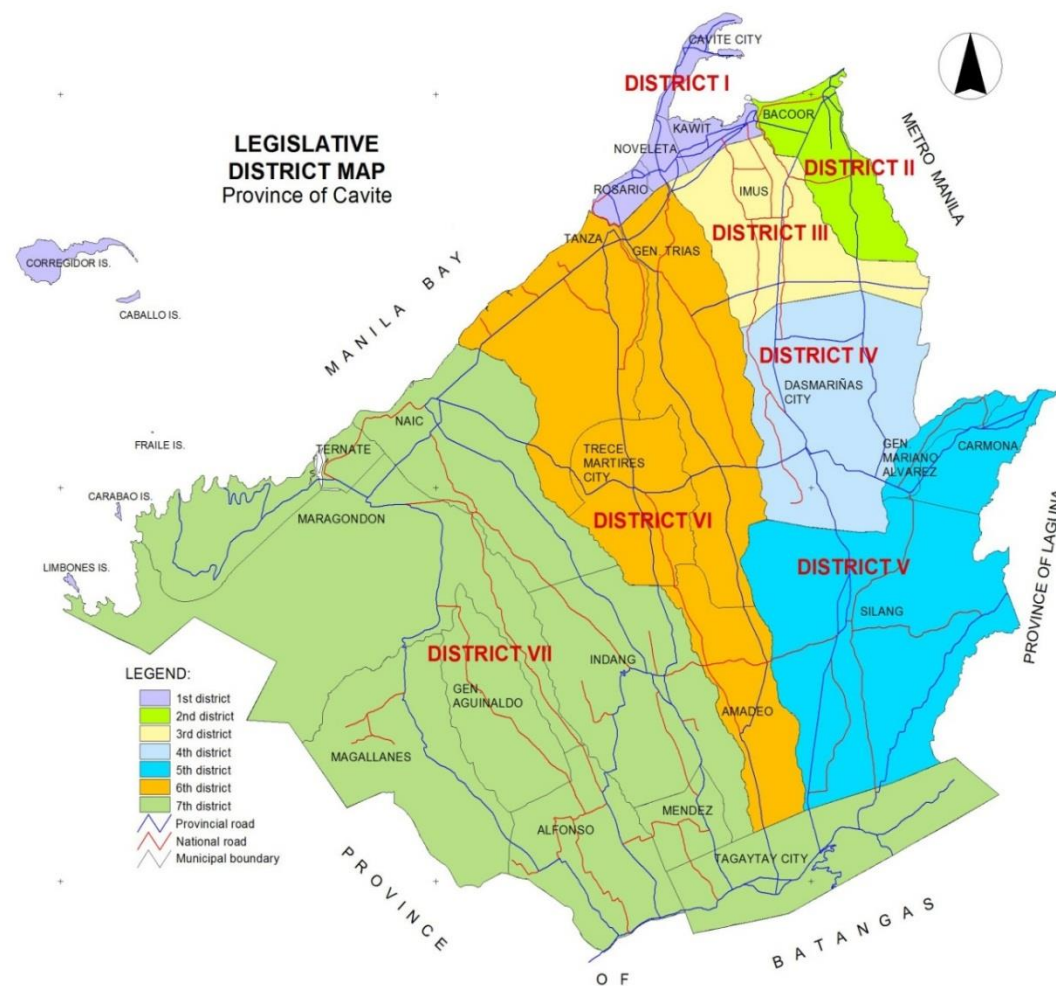 LEGISLATIVE
DISTRICT MAP
Province of Cavite
CAVITE CITY
DISTRICT I
KAWIT
NOVELETA
ROSARIO
BACOOR
DISTRICT II
METRO MANILA
IMUS
DISTRICT III
TANZA
GEN. TRIAS
CORREGIDOR IS.
CABALLO IS.
MANILA BAY
DISTRICT IV
DASMARIÑAS
CITY
NAIC
TERNATE
FRAILE IS.
TRECE
MARTIRES
CITY
GEN.
MARIANO
ALVAREZ
CARMONA
CARABAO IS.
MARAGONDON
DISTRICT VI
LIMBONES IS.
DISTRICT V
SILANG
PROVINCE OF LAGUNA
DISTRICT VII
INDANG
GEN.
AGUINALDO
AMADEO
MAGALLANES
ALFONSO
MENDEZ
TAGAYTAY CITY
PROVINCE OF BATANGAS
LEGEND:
1st district
2nd district
3rd district
4th district
5th district
6th district
7th district
Provincial road
National road
Municipal boundary